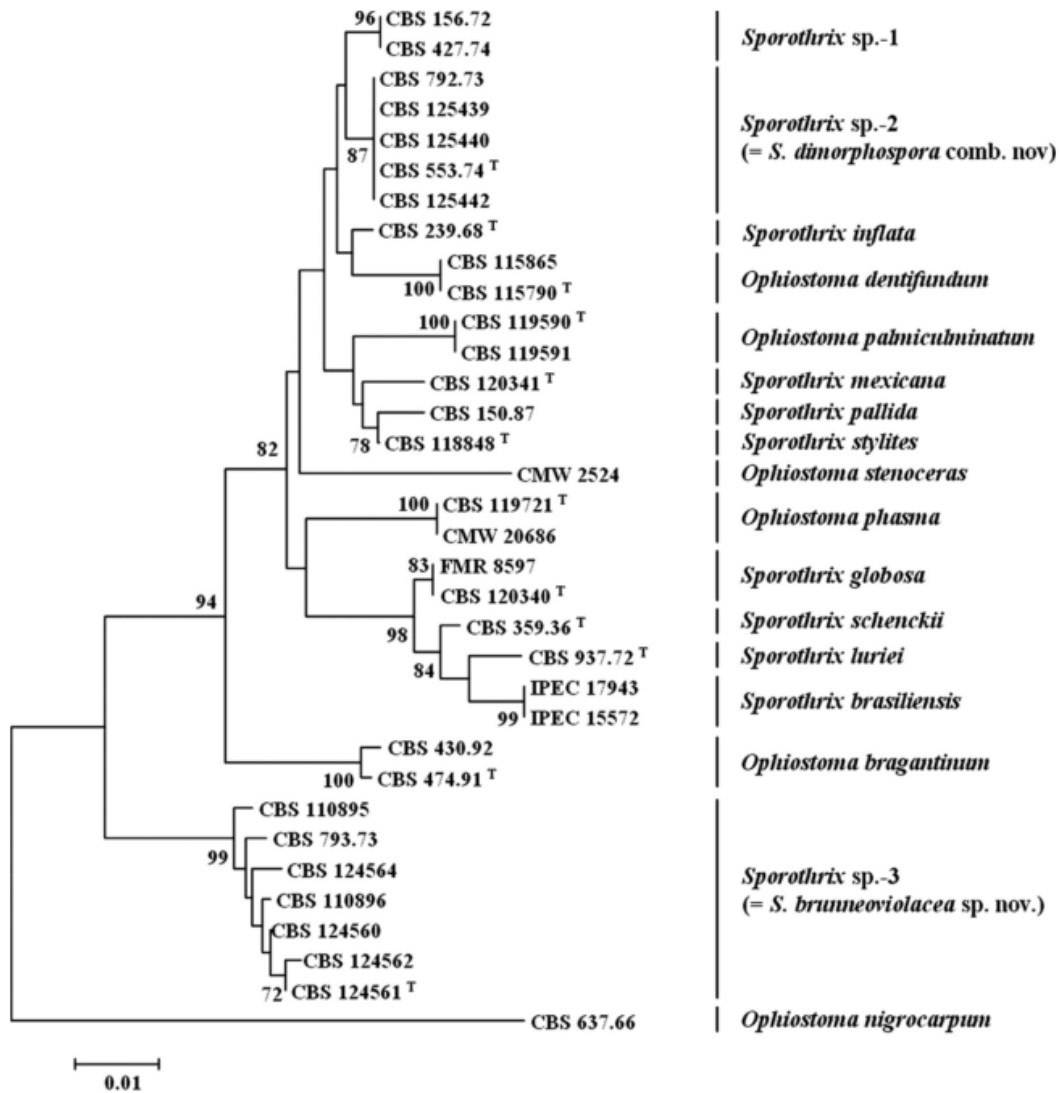 96 CBS 156.72
CBS 427.74
Sporothrix sp.-1
CBS 792.73
CBS 125439
CBS 125440
87 CBS 553.74 T
CBS 125442
Sporothrix sp.-2
(= S. dimorphospora comb. nov)
CBS 239.68 T
Sporothrix inflata
CBS 115865
100 CBS 115790 T
Ophiostoma dentifundum
100 CBS 119590 T
CBS 119591
Ophiostoma palmiculminatum
CBS 120341 T
Sporothrix mexicana
CBS 150.87
Sporothrix pallida
78 CBS 118848 T
Sporothrix stylites
82
CMW 2524
Ophiostoma stenoceras
100 CBS 119721 T
CMW 20686
Ophiostoma phasma
83 FMR 8597
CBS 120340 T
Sporothrix globosa
94
98
CBS 359.36 T
Sporothrix schenckii
84
CBS 937.72 T
Sporothrix luriei
IPEC 17943
99 IPEC 15572
Sporothrix brasiliensis
CBS 430.92
100 CBS 474.91 T
Ophiostoma bragantinum
CBS 110895
CBS 793.73
99
CBS 124564
CBS 110896
CBS 124560
CBS 124562
72 CBS 124561 T
Sporothrix sp.-3
(= S. brunneoviolacea sp. nov.)
CBS 637.66
Ophiostoma nigrocarpum
0.01